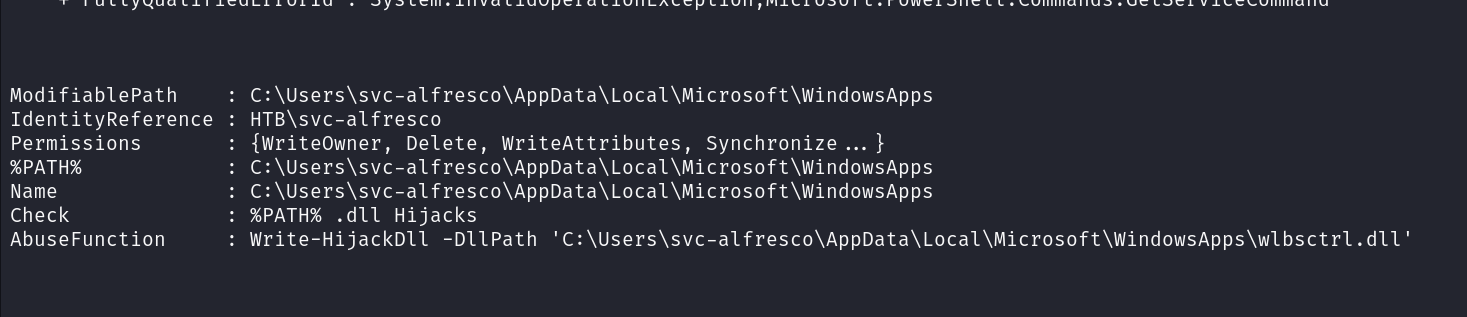 + FullyQualifiedErrorId : System.InvalidOperationException,Microsoft.PowerShell.Commands.GetServiceCommand
ModifiablePath    : C:\Users\svc-alfresco\AppData\Local\Microsoft\WindowsApps
IdentityReference : HTB\svc-alfresco
Permissions       : {WriteOwner, Delete, WriteAttributes, Synchronize...}
%PATH%            : C:\Users\svc-alfresco\AppData\Local\Microsoft\WindowsApps
Name              : C:\Users\svc-alfresco\AppData\Local\Microsoft\WindowsApps
Check             : %PATH% .dll Hijacks
AbuseFunction     : Write-HijackDll -DllPath 'C:\Users\svc-alfresco\AppData\Local\Microsoft\WindowsApps\wlbsctrl.dll'